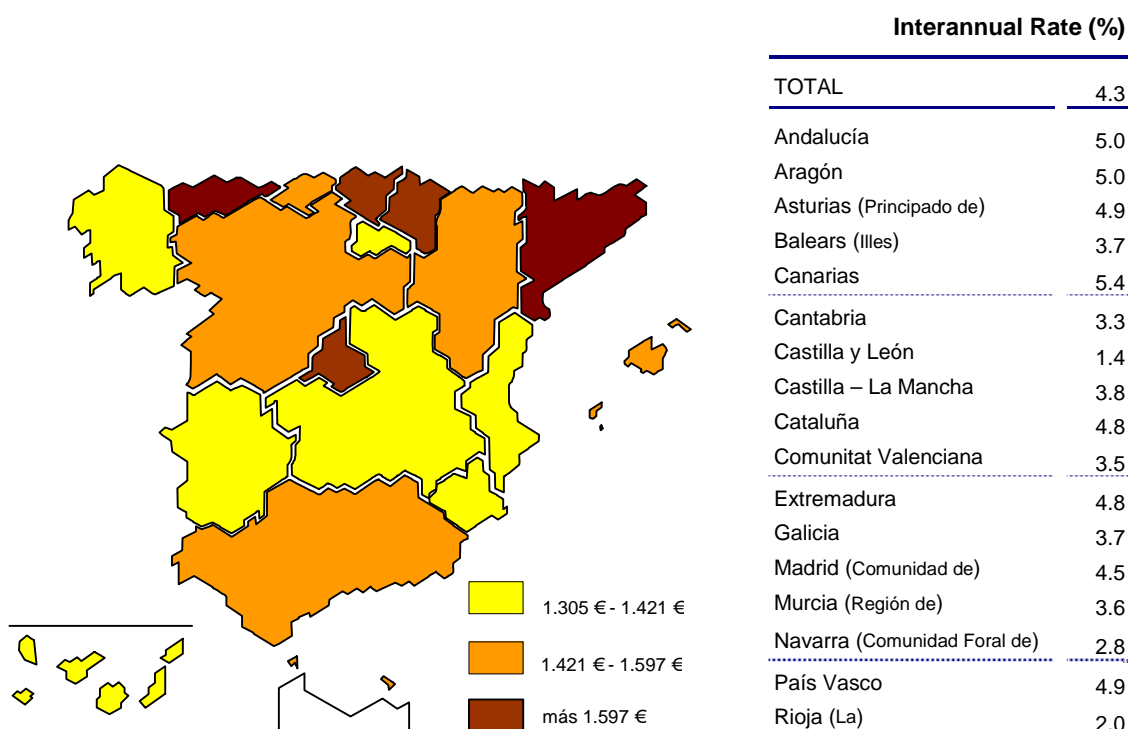 Interannual Rate (%)
TOTAL 4.3
Andalucía 5.0
Aragón 5.0
Asturias (Principado de) 4.9
Balears (Illes) 3.7
Canarias 5.4
Cantabria 3.3
Castilla y León 1.4
Castilla – La Mancha 3.8
Cataluña 4.8
Comunitat Valenciana 3.5
Extremadura 4.8
Galicia 3.7
Madrid (Comunidad de) 4.5
Murcia (Región de) 3.6
Navarra (Comunidad Foral de) 2.8
País Vasco 4.9
Rioja (La) 2.0
1.305 € - 1.421 €
1.421 € - 1.597 €
más 1.597 €